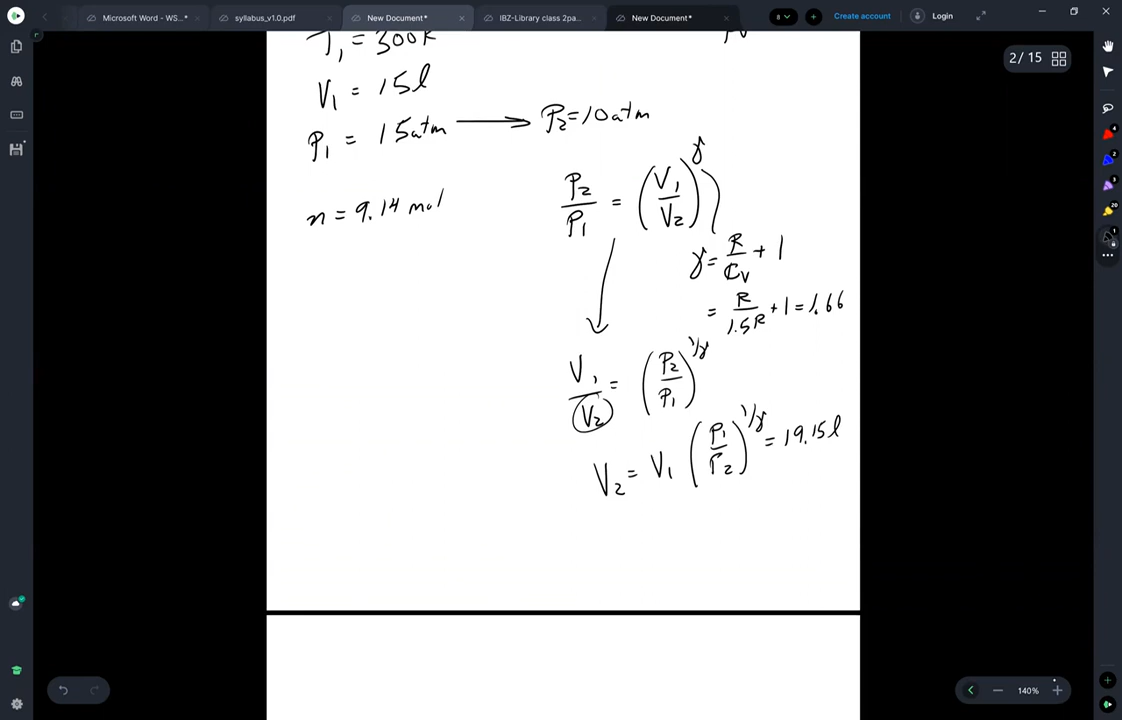 Microsoft Word - WS...*
syllabus_v1.0.pdf
New Document*
IBZ-Library class 2pa...
New Document*
8
Create account
Login
2/ 15
T₁ = 300K
V₁ = 15l
P₁ = 15atm → P₂=10atm
n = 9.14 mol
P₂/P₁ = (V₁/V₂)^γ
γ = R/C̄v + 1
= R/1.5R + 1 = 1.66
V₁/V₂ = (P₂/P₁)^1/γ
V₂ = V₁ (P₁/P₂)^1/γ = 19.15l
140%